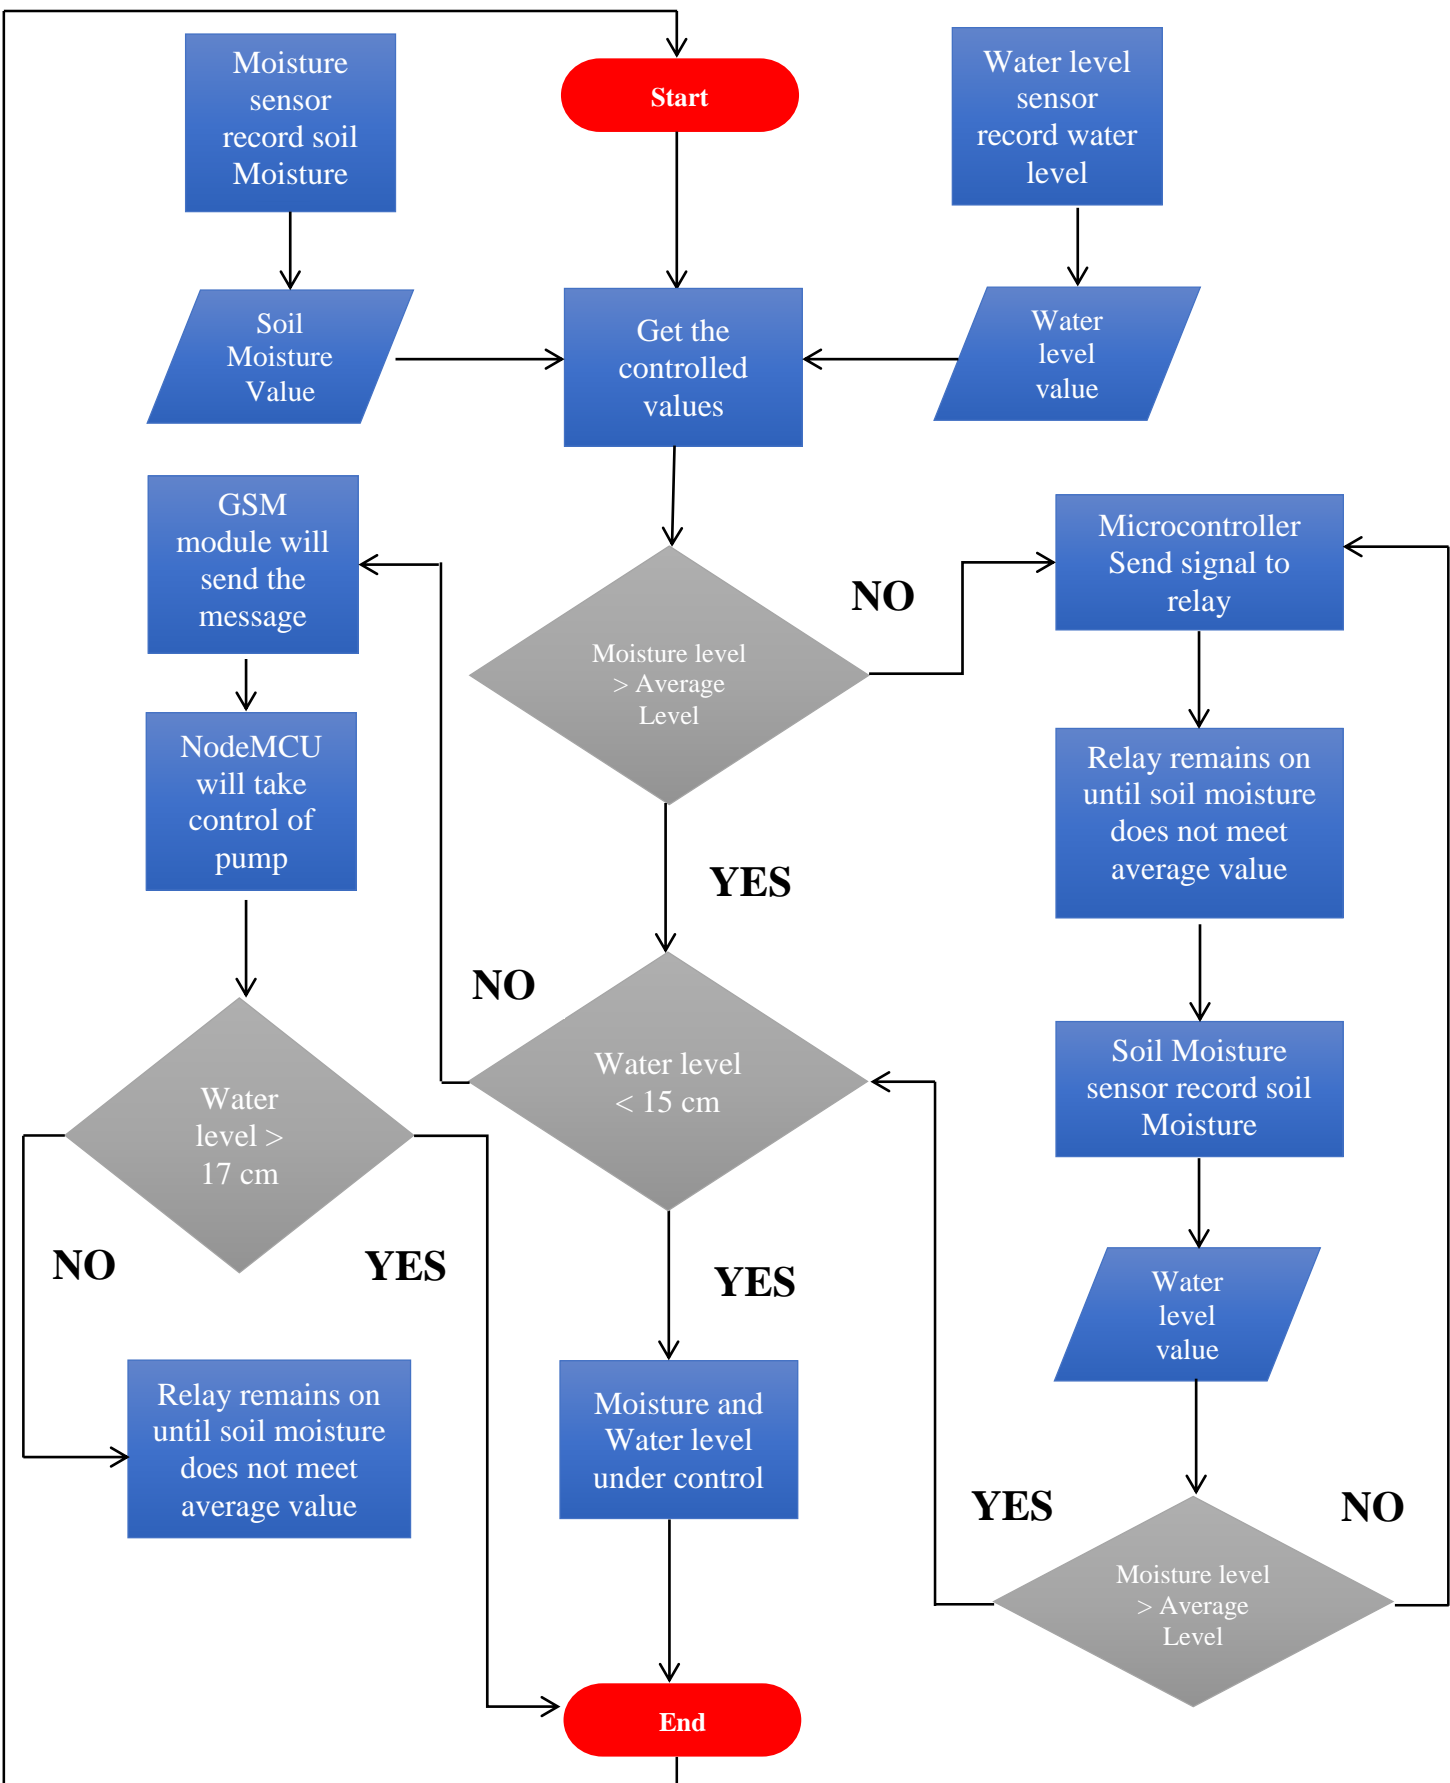 Moisture
sensor
record soil
Moisture
Start
Water level
sensor
record water
level
Soil
Moisture
Value
Get the
controlled
values
Water
level
value
GSM
module will
send the
message
NO
Microcontroller
Send signal to
relay
Moisture level
> Average
Level
NodeMCU
will take
control of
pump
Relay remains on
until soil moisture
does not meet
average value
YES
NO
Water level
< 15 cm
Soil Moisture
sensor record soil
Moisture
Water
level >
17 cm
NO
YES
YES
Water
level
value
Relay remains on
until soil moisture
does not meet
average value
Moisture and
Water level
under control
YES
NO
Moisture level
> Average
Level
End